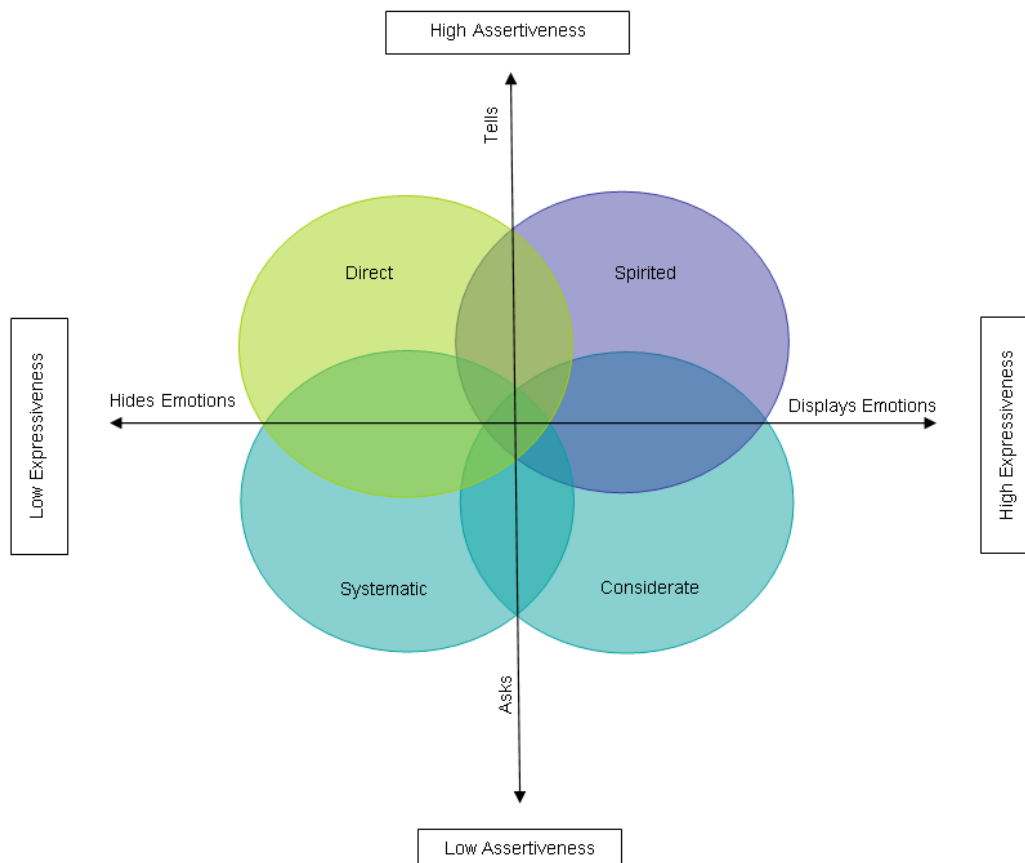 High Assertiveness
Tells
Direct
Spirited
Low Expressiveness
Hides Emotions
Displays Emotions
High Expressiveness
Systematic
Considerate
Asks
Low Assertiveness